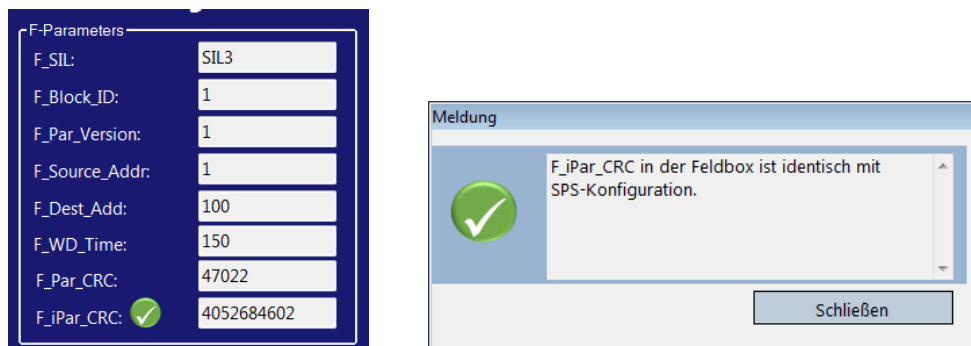 F-Parameters
F_SIL: SIL3
F_Block_ID: 1
F_Par_Version: 1
F_Source_Addr: 1
F_Dest_Add: 100
F_WD_Time: 150
F_Par_CRC: 47022
F_iPar_CRC: 4052684602
Meldung
F_iPar_CRC in der Feldbox ist identisch mit
SPS-Konfiguration.
Schließen